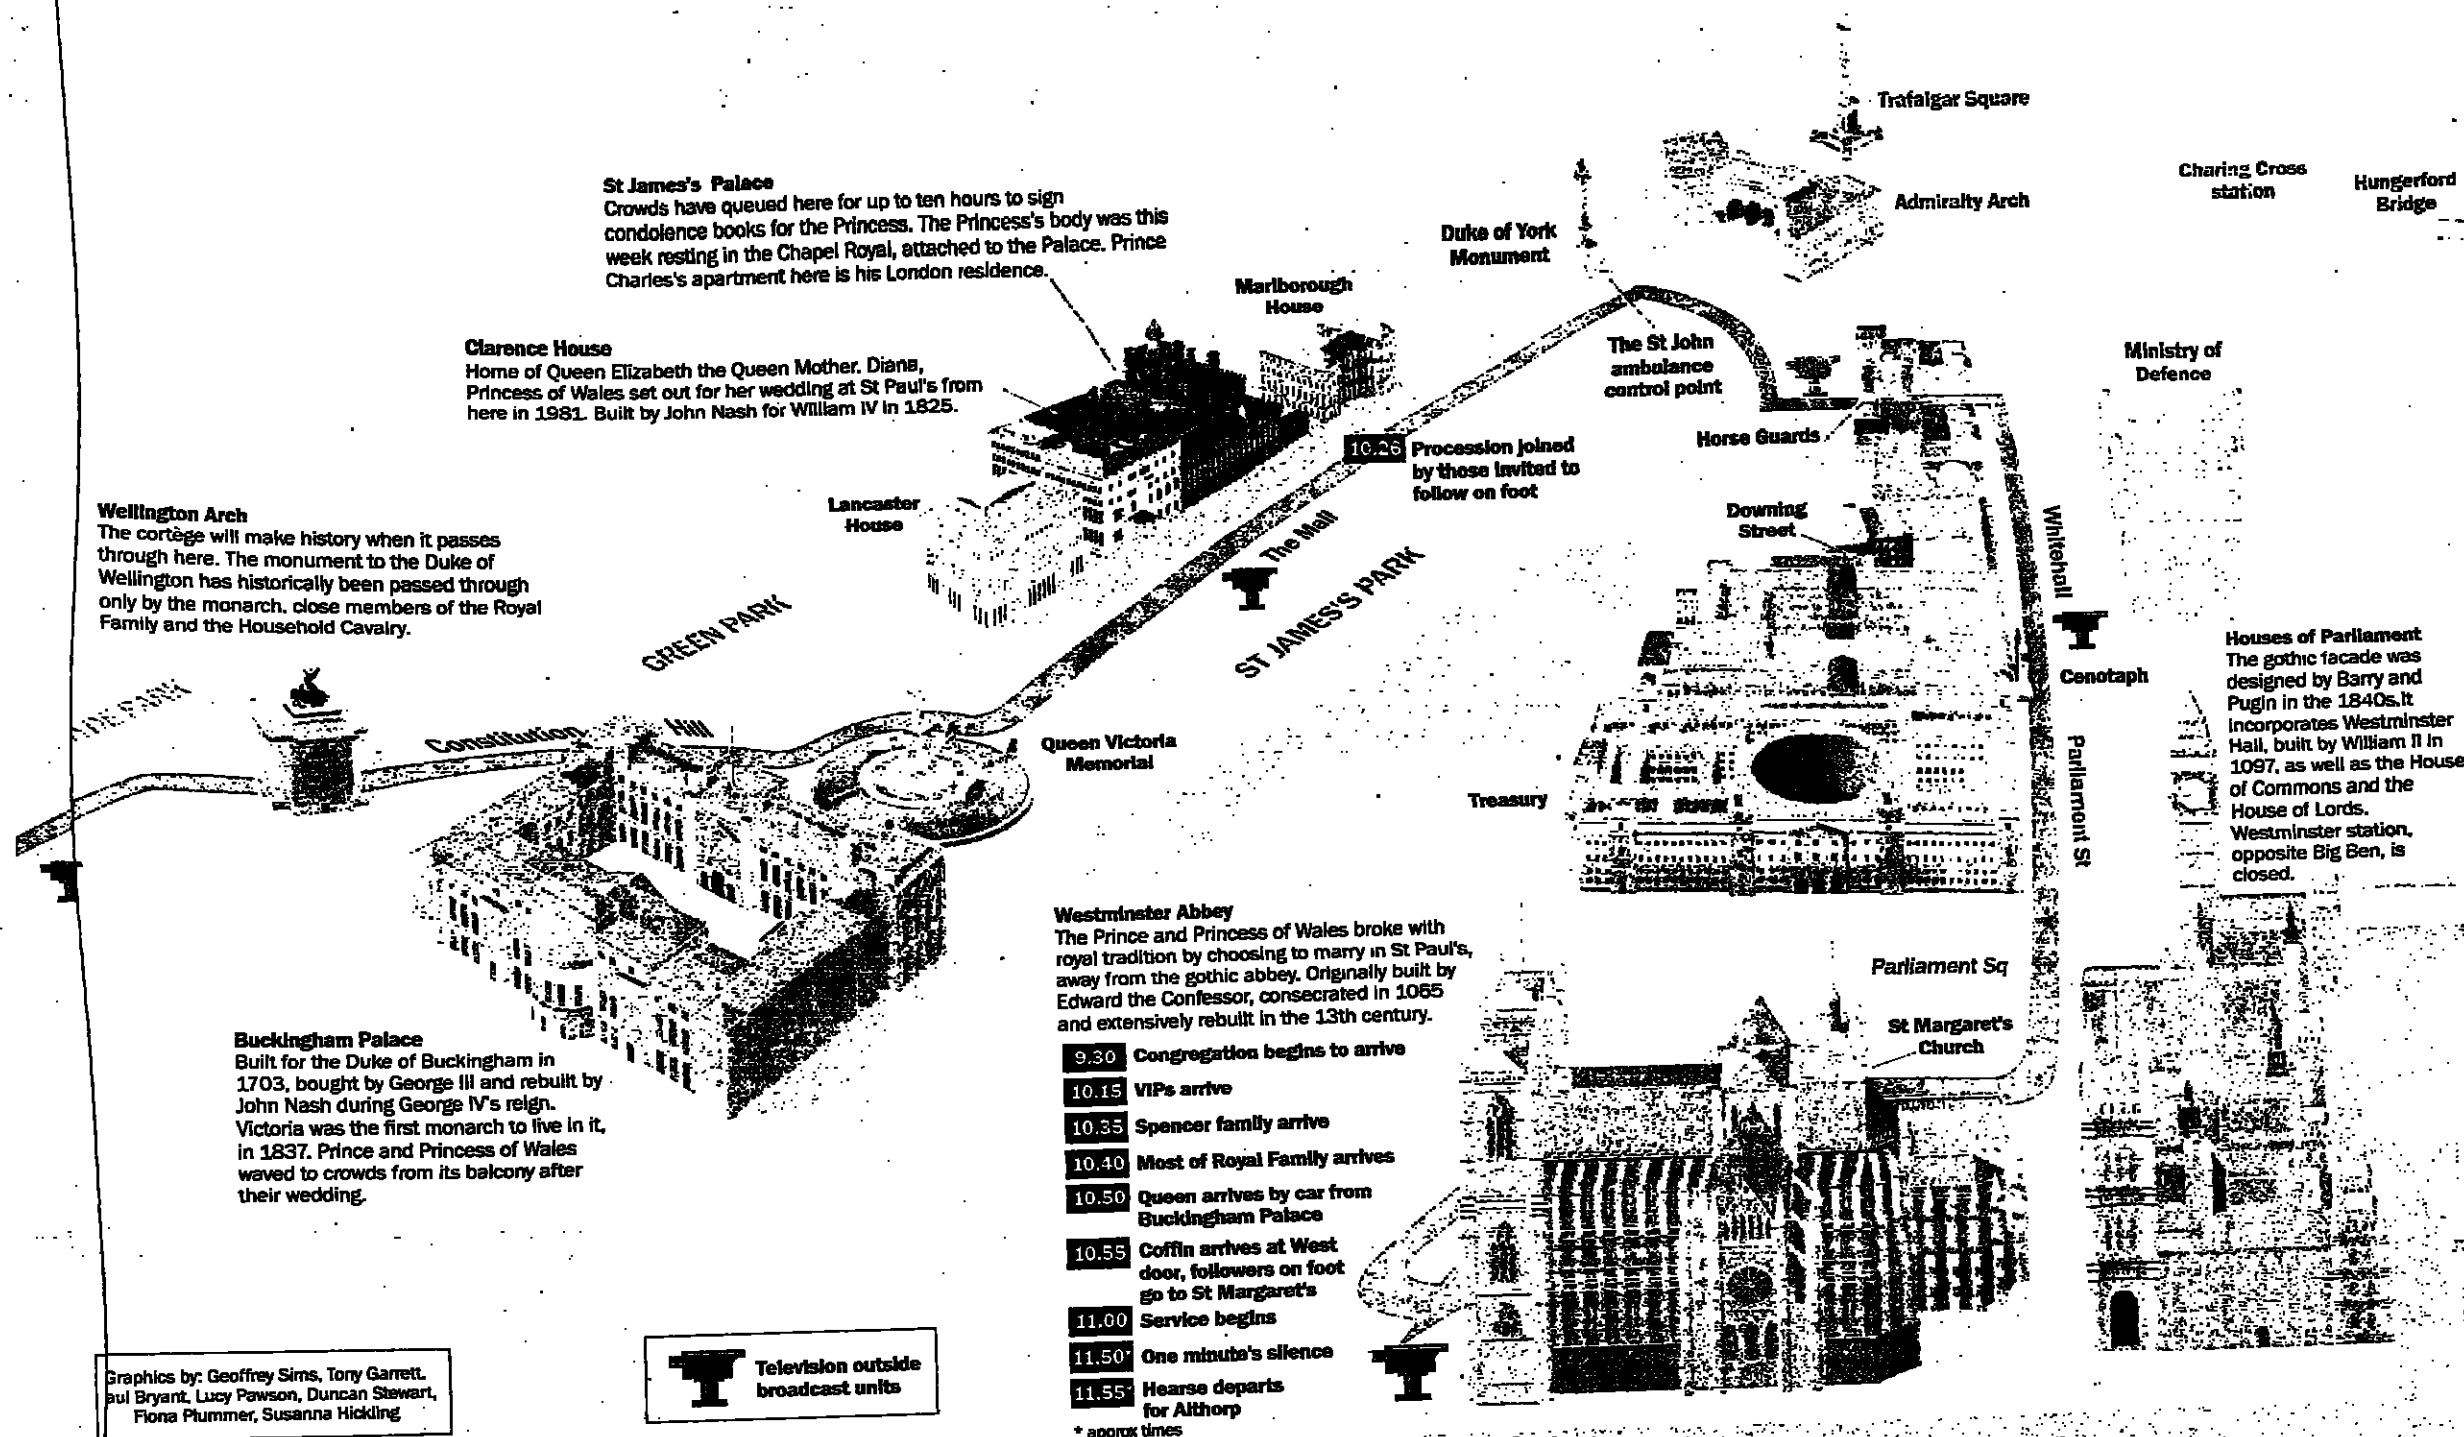 Trafalgar Square
Charing Cross
station
Hungerford
Bridge
Admiralty Arch
Duke of York
Monument
St James's Palace
Crowds have queued here for up to ten hours to sign
condolence books for the Princess. The Princess's body was this
week resting in the Chapel Royal, attached to the Palace. Prince
Charles's apartment here is his London residence.
Marlborough
House
The St John
ambulance
control point
Ministry of
Defence
Clarence House
Home of Queen Elizabeth the Queen Mother. Diana,
Princess of Wales set out for her wedding at St Paul's from
here in 1981. Built by John Nash for William IV in 1825.
Horse Guards
10.26 Procession joined
by those invited to
follow on foot
Lancaster
House
Downing
Street
Whitehall
The Mall
ST JAMES'S PARK
GREEN PARK
Wellington Arch
The cortège will make history when it passes
through here. The monument to the Duke of
Wellington has historically been passed through
only by the monarch, close members of the Royal
Family and the Household Cavalry.
PARK
Constitution Hill
Queen Victoria
Memorial
Treasury
Cenotaph
Parliament St
Houses of Parliament
The gothic facade was
designed by Barry and
Pugin in the 1840s.It
incorporates Westminster
Hall, built by William II in
1097, as well as the House
of Commons and the
House of Lords.
Westminster station,
opposite Big Ben, is
closed.
Parliament Sq
St Margaret's
Church
Buckingham Palace
Built for the Duke of Buckingham in
1703, bought by George III and rebuilt by
John Nash during George IV's reign.
Victoria was the first monarch to live in it,
in 1837. Prince and Princess of Wales
waved to crowds from its balcony after
their wedding.
Westminster Abbey
The Prince and Princess of Wales broke with
royal tradition by choosing to marry in St Paul's,
away from the gothic abbey. Originally built by
Edward the Confessor, consecrated in 1065
and extensively rebuilt in the 13th century.
9.30 Congregation begins to arrive
10.15 VIPs arrive
10.35 Spencer family arrive
10.40 Most of Royal Family arrives
10.50 Queen arrives by car from
Buckingham Palace
10.55 Coffin arrives at West
door, followers on foot
go to St Margaret's
11.00 Service begins
11.50* One minute's silence
11.55* Hearse departs
for Althorp
* approx times
Television outside
broadcast units
Graphics by: Geoffrey Sims, Tony Garrett,
aul Bryant, Lucy Pawson, Duncan Stewart,
Fiona Plummer, Susanna Hickling